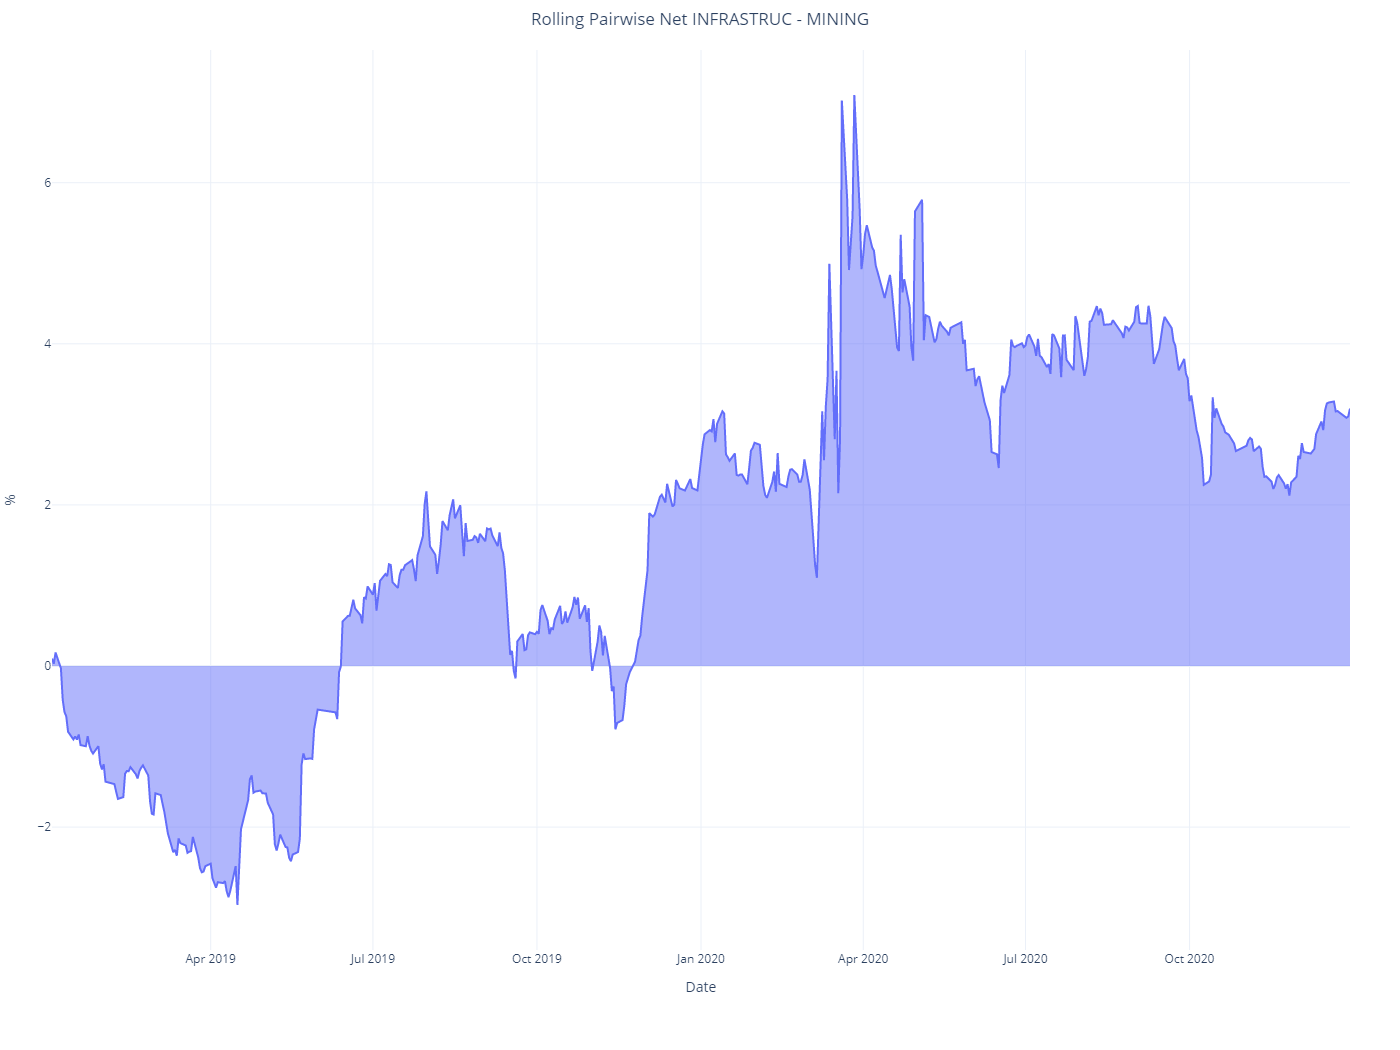 Rolling Pairwise Net INFRASTRUC - MINING
%
6
4
2
0
−2
Apr 2019
Jul 2019
Oct 2019
Jan 2020
Apr 2020
Jul 2020
Oct 2020
Date